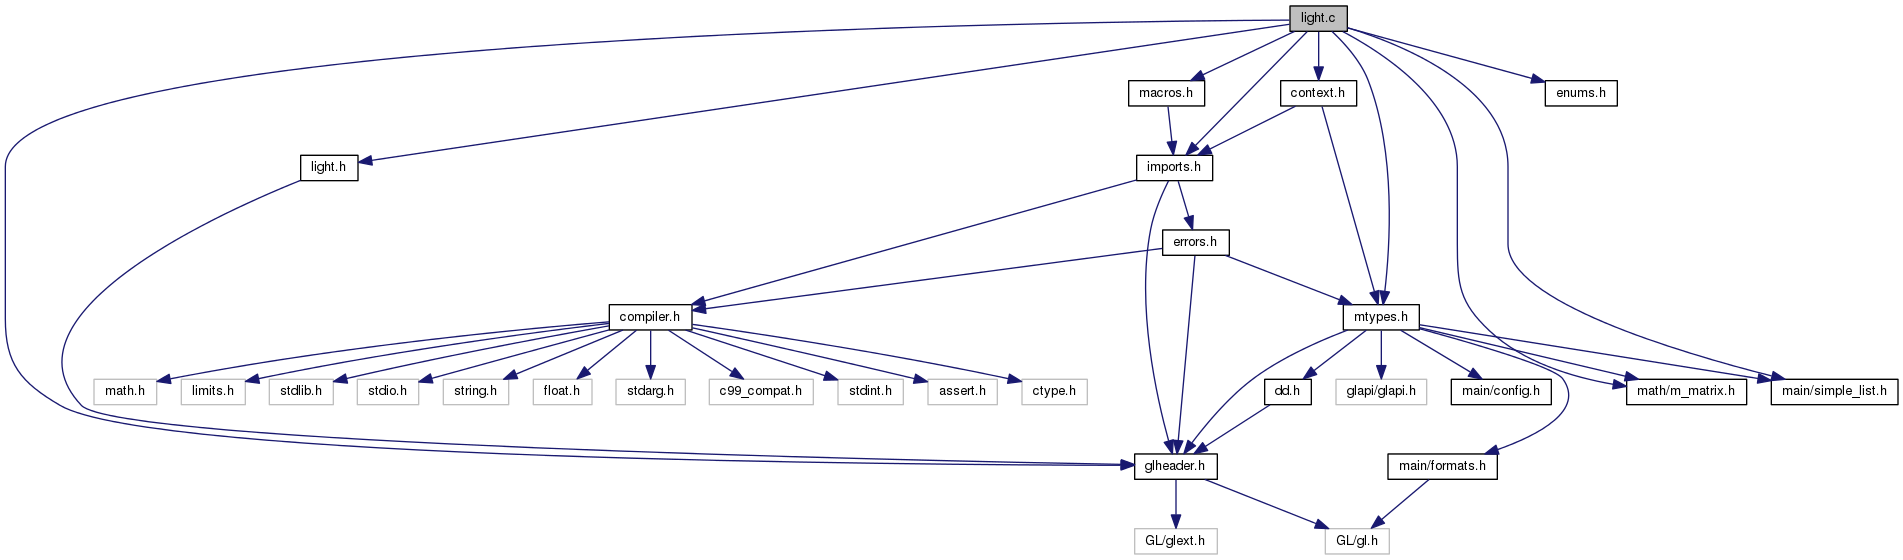 light.c
macros.h
context.h
enums.h
light.h
imports.h
errors.h
compiler.h
mtypes.h
math.h
limits.h
stdlib.h
stdio.h
string.h
float.h
stdarg.h
c99_compat.h
stdint.h
assert.h
ctype.h
dd.h
glapi/glapi.h
main/config.h
math/m_matrix.h
main/simple_list.h
glheader.h
main/formats.h
GL/glext.h
GL/gl.h